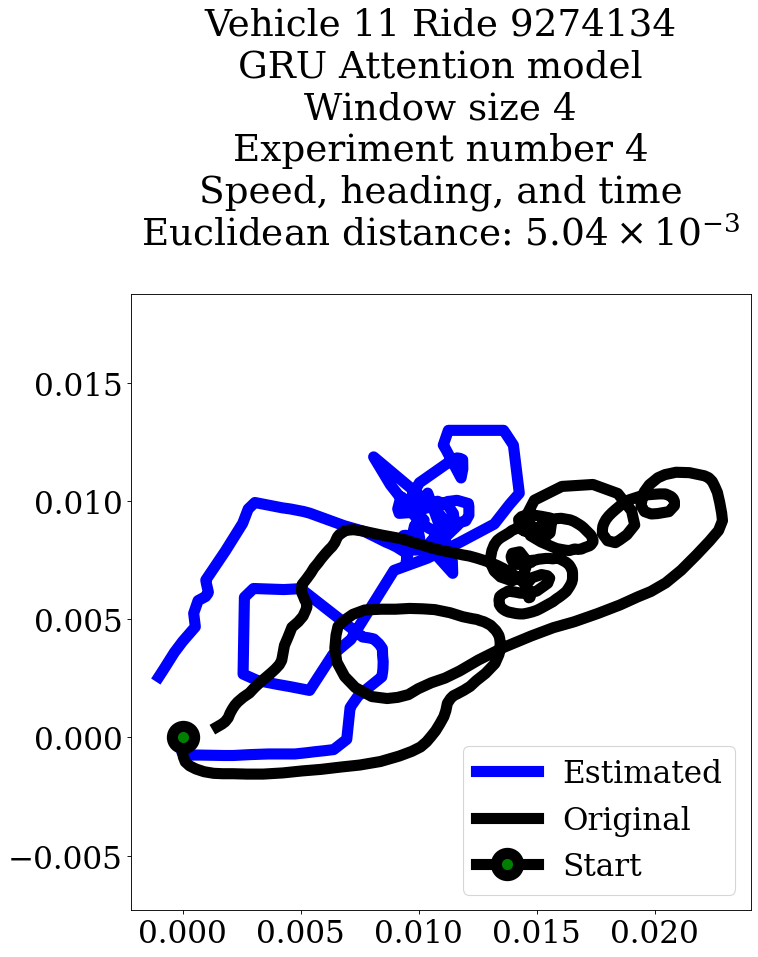 Vehicle 11 Ride 9274134
GRU Attention model
Window size 4
Experiment number 4
Speed, heading, and time
Euclidean distance: 5.04 × 10⁻³
0.015
0.010
0.005
0.000
−0.005
Estimated
Original
Start
0.000 0.005 0.010 0.015 0.020